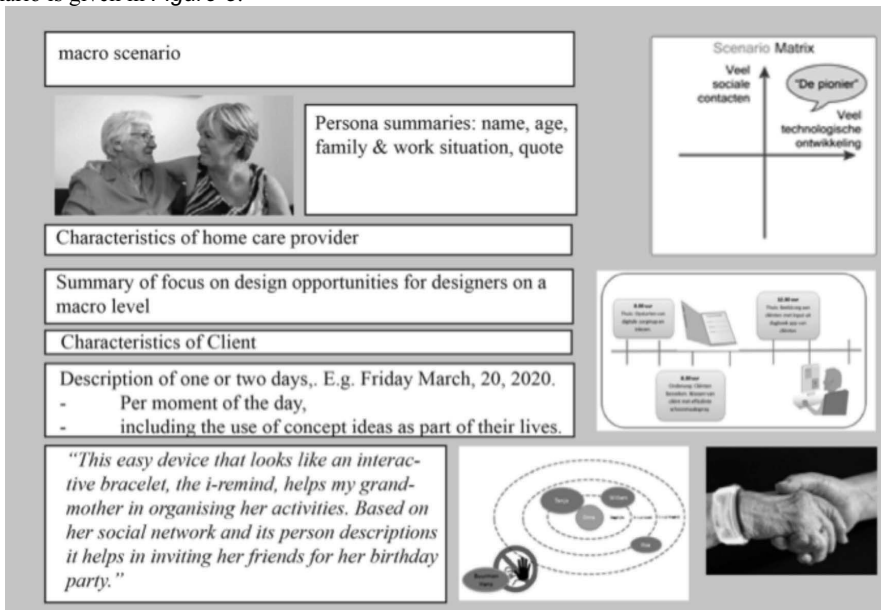 macro scenario
Persona summaries: name, age,
family & work situation, quote
Characteristics of home care provider
Summary of focus on design opportunities for designers on a
macro level
Characteristics of Client
Description of one or two days,. E.g. Friday March, 20, 2020.
- Per moment of the day,
- including the use of concept ideas as part of their lives.
“This easy device that looks like an interac-
tive bracelet, the i-remind, helps my grand-
mother in organising her activities. Based on
her social network and its person descriptions
it helps in inviting her friends for her birthday
party.”
Scenario Matrix
Veel
sociale
contacten
"De pionier"
Veel
technologische
ontwikkeling
Buurman
Hans